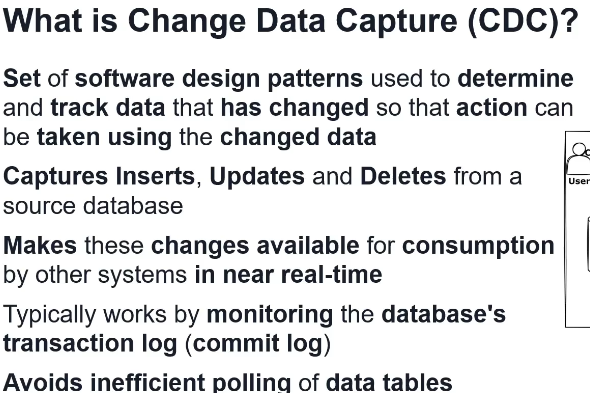 What is Change Data Capture (CDC)?
Set of software design patterns used to determine
and track data that has changed so that action can
be taken using the changed data
Captures Inserts, Updates and Deletes from a
source database
Makes these changes available for consumption
by other systems in near real-time
Typically works by monitoring the database's
transaction log (commit log)
Avoids inefficient polling of data tables
User